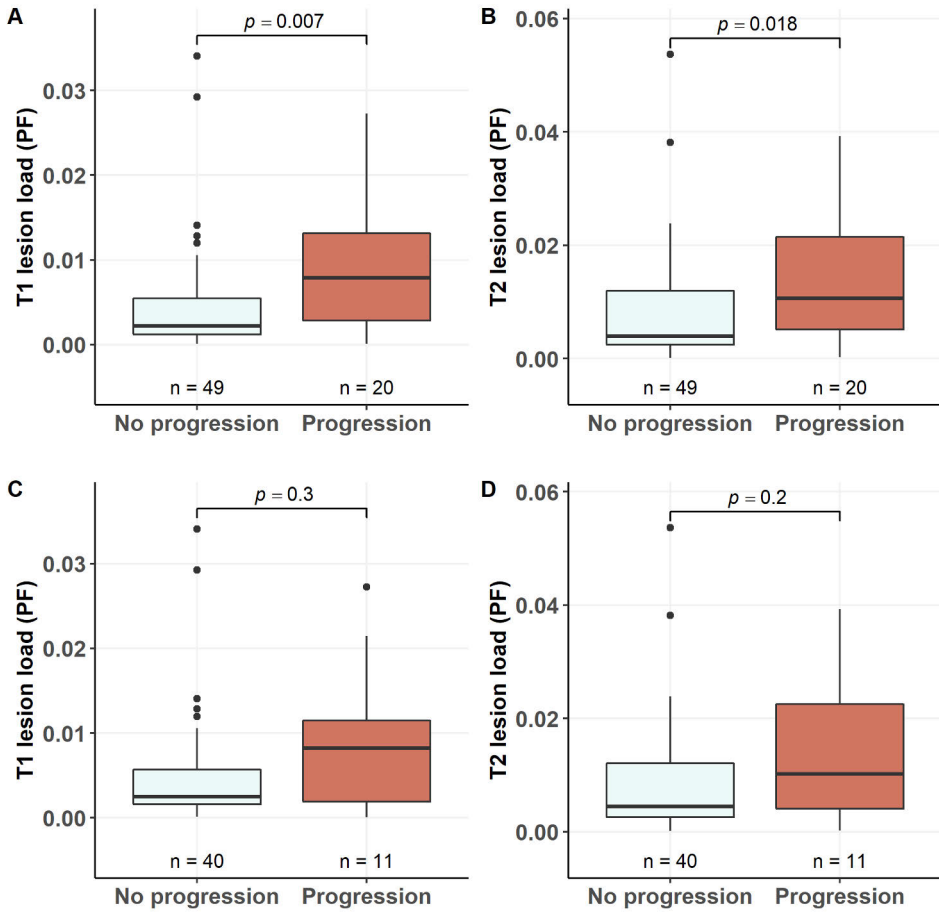 A
p = 0.007
T1 lesion load (PF)
0.03
0.02
0.01
0.00
n = 49
n = 20
No progression
Progression
B
p = 0.018
T2 lesion load (PF)
0.06
0.04
0.02
0.00
n = 49
n = 20
No progression
Progression
C
p = 0.3
T1 lesion load (PF)
0.03
0.02
0.01
0.00
n = 40
n = 11
No progression
Progression
D
p = 0.2
T2 lesion load (PF)
0.06
0.04
0.02
0.00
n = 40
n = 11
No progression
Progression